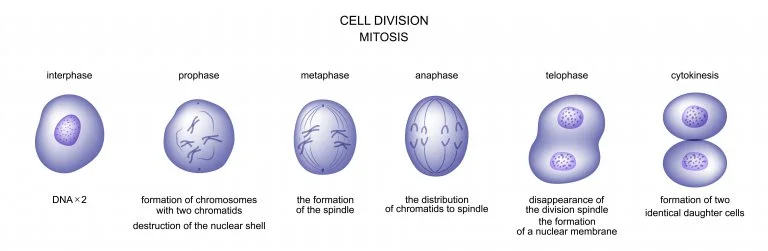 CELL DIVISION
MITOSIS
interphase
prophase
metaphase
anaphase
telophase
cytokinesis
DNA×2
formation of chromosomes
with two chromatids
destruction of the nuclear shell
the formation
of the spindle
the distribution
of chromatids to spindle
disappearance of
the division spindle
the formation
of a nuclear membrane
formation of two
identical daughter cells